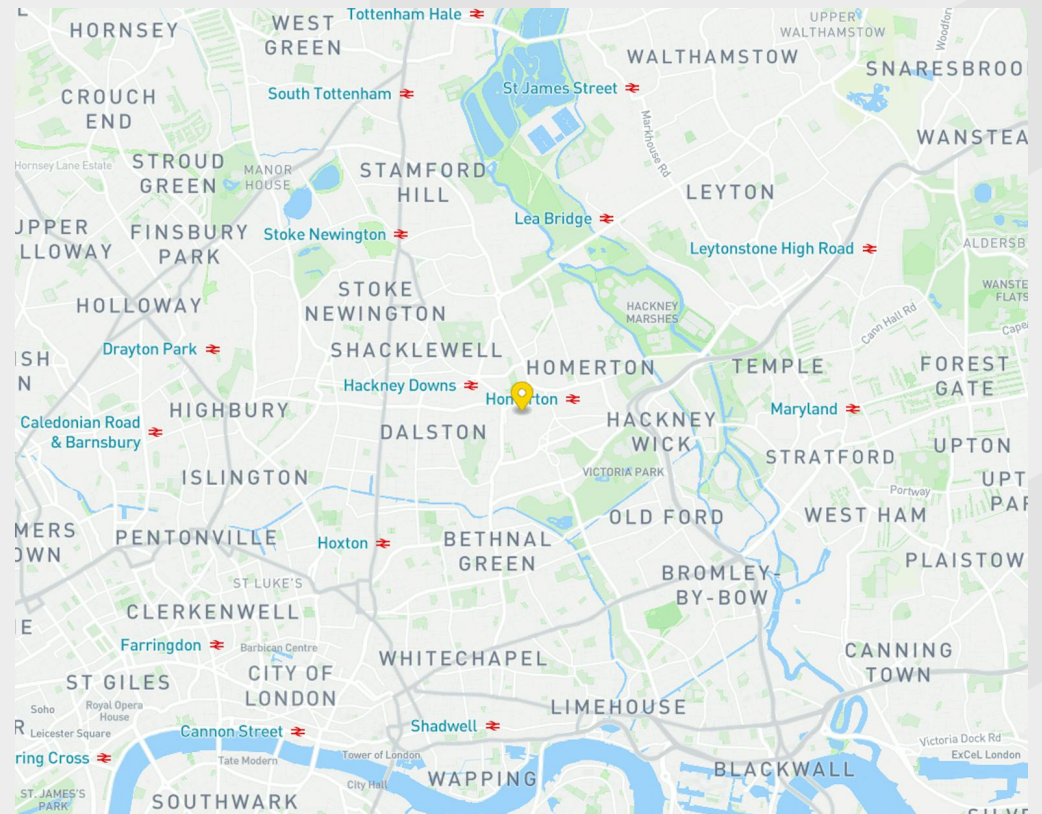 Tottenham Hale
HORNSEY
WEST
GREEN
UPPER
WALTHAMSTOW
WALTHAMSTOW
SNARESBROO
CROUCH
END
South Tottenham
St James Street
Markhouse Rd
WANSTEA
Hornsey Lane Estate
STROUD
GREEN
MANOR
HOUSE
STAMFORD
HILL
LEYTON
UPPER
LLOWAY
FINSBURY
PARK
Stoke Newington
Lea Bridge
Leytonstone High Road
ALDERSB
HOLLOWAY
STOKE
NEWINGTON
HACKNEY
MARSHES
WANSTE
FLATS
Cann Hall Rd
Cape
ISH
N
Drayton Park
SHACKLEWELL
HOMERTON
TEMPLE
FOREST
GATE
Hackney Downs
Caledonian Road
& Barnsbury
HIGHBURY
DALSTON
HACKNEY
WICK
Maryland
STRATFORD
UPTON
ISLINGTON
VICTORIA PARK
Portway
UPT
PAR
MERS
OWN
PENTONVILLE
Hoxton
BETHNAL
GREEN
OLD FORD
WEST HAM
PLAISTOW
ST LUKE'S
BROMLEY-
BY-BOW
E
CLERKENWELL
Farringdon
Barbican Centre
WHITECHAPEL
CANNING
TOWN
ST GILES
CITY OF
LONDON
Soho
Royal Opera
House
Leicester Square
R
Cannon Street
Shadwell
LIMEHOUSE
Victoria Dock Rd
ExCeL London
ring Cross
Tate Modern
Tower of London
City Hall
WAPPING
BLACKWALL
ST. JAMES'S
PARK
SOUTHWARK